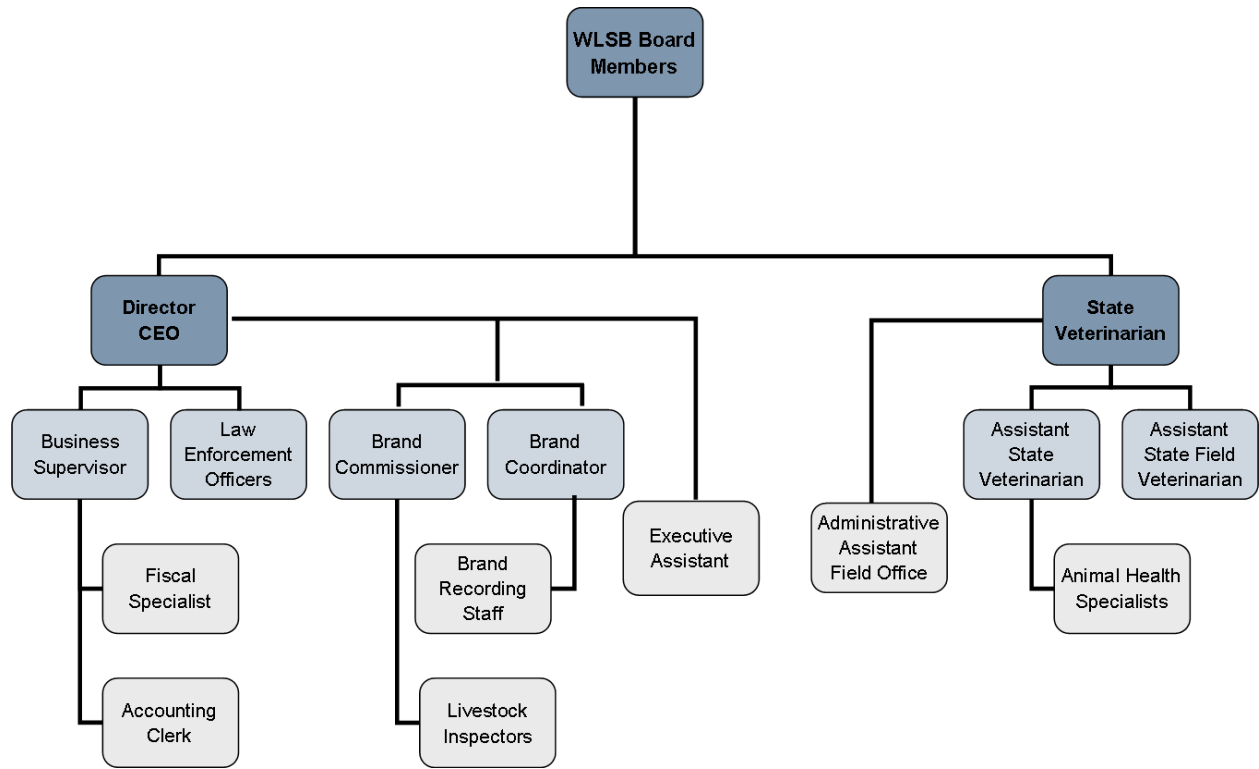 WLSB Board
Members
Director
CEO
State
Veterinarian
Business
Supervisor
Law
Enforcement
Officers
Brand
Commissioner
Brand
Coordinator
Assistant
State
Veterinarian
Assistant
State Field
Veterinarian
Executive
Assistant
Administrative
Assistant
Field Office
Fiscal
Specialist
Brand
Recording
Staff
Animal Health
Specialists
Accounting
Clerk
Livestock
Inspectors